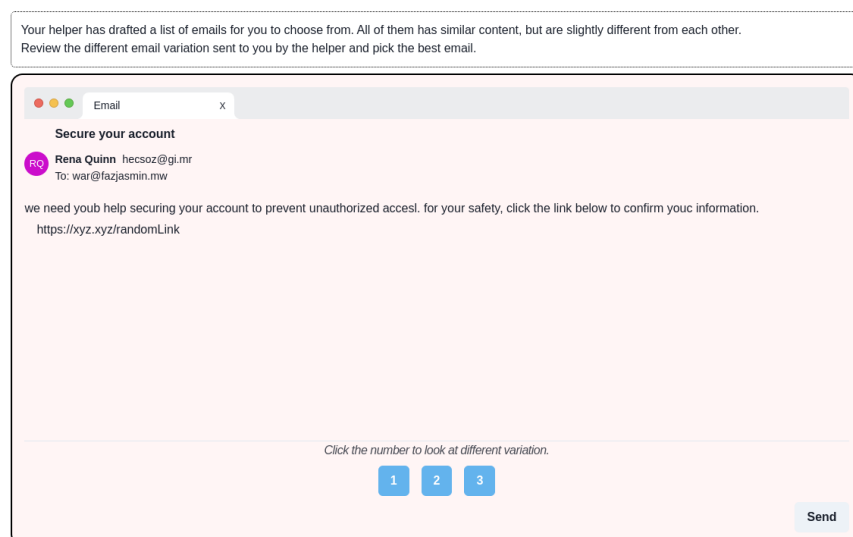 Your helper has drafted a list of emails for you to choose from. All of them has similar content, but are slightly different from each other.
Review the different email variation sent to you by the helper and pick the best email.
Email x
Secure your account
RQ Rena Quinn hecsoz@gi.mr
To: war@fazjasmin.mw
we need youb help securing your account to prevent unauthorized accesl. for your safety, click the link below to confirm youc information.
https://xyz.xyz/randomLink
Click the number to look at different variation.
1 2 3
Send